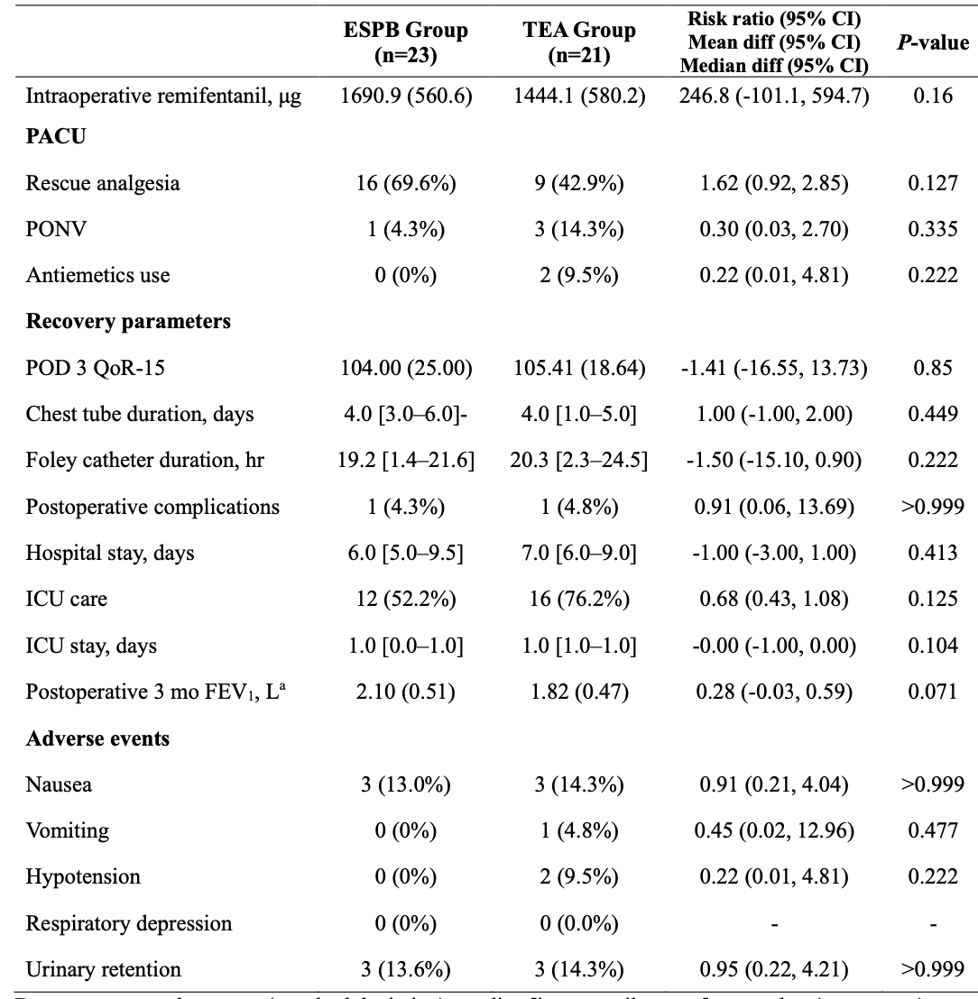 ESPB Group (n=23) TEA Group (n=21) Risk ratio (95% CI) Mean diff (95% CI) Median diff (95% CI) P-value
Intraoperative remifentanil, μg 1690.9 (560.6) 1444.1 (580.2) 246.8 (-101.1, 594.7) 0.16
PACU
Rescue analgesia 16 (69.6%) 9 (42.9%) 1.62 (0.92, 2.85) 0.127
PONV 1 (4.3%) 3 (14.3%) 0.30 (0.03, 2.70) 0.335
Antiemetics use 0 (0%) 2 (9.5%) 0.22 (0.01, 4.81) 0.222
Recovery parameters
POD 3 QoR-15 104.00 (25.00) 105.41 (18.64) -1.41 (-16.55, 13.73) 0.85
Chest tube duration, days 4.0 [3.0–6.0]- 4.0 [1.0–5.0] 1.00 (-1.00, 2.00) 0.449
Foley catheter duration, hr 19.2 [1.4–21.6] 20.3 [2.3–24.5] -1.50 (-15.10, 0.90) 0.222
Postoperative complications 1 (4.3%) 1 (4.8%) 0.91 (0.06, 13.69) >0.999
Hospital stay, days 6.0 [5.0–9.5] 7.0 [6.0–9.0] -1.00 (-3.00, 1.00) 0.413
ICU care 12 (52.2%) 16 (76.2%) 0.68 (0.43, 1.08) 0.125
ICU stay, days 1.0 [0.0–1.0] 1.0 [1.0–1.0] -0.00 (-1.00, 0.00) 0.104
Postoperative 3 mo FEV₁, Lᵃ 2.10 (0.51) 1.82 (0.47) 0.28 (-0.03, 0.59) 0.071
Adverse events
Nausea 3 (13.0%) 3 (14.3%) 0.91 (0.21, 4.04) >0.999
Vomiting 0 (0%) 1 (4.8%) 0.45 (0.02, 12.96) 0.477
Hypotension 0 (0%) 2 (9.5%) 0.22 (0.01, 4.81) 0.222
Respiratory depression 0 (0%) 0 (0.0%) - -
Urinary retention 3 (13.6%) 3 (14.3%) 0.95 (0.22, 4.21) >0.999